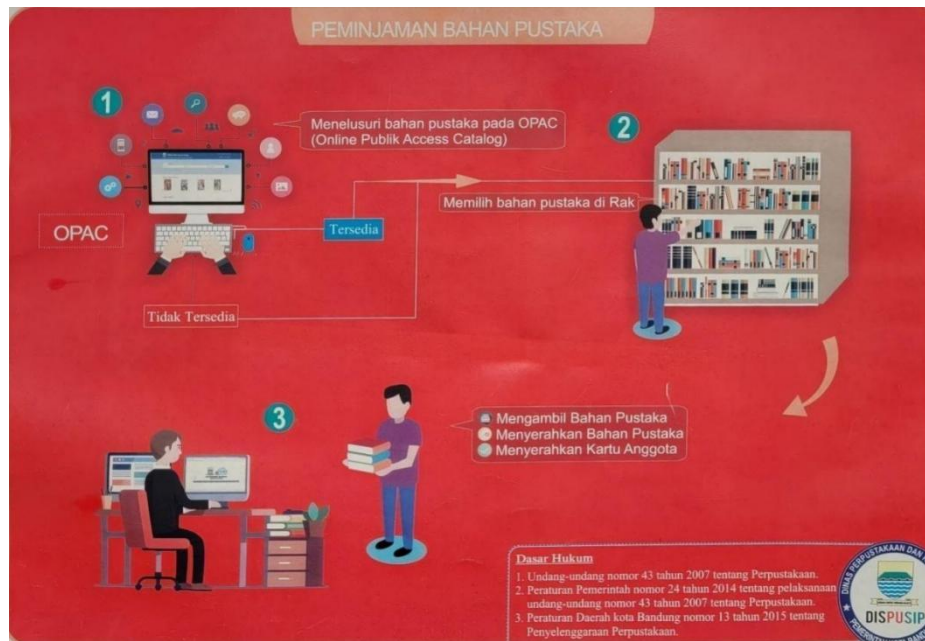 PEMINJAMAN BAHAN PUSTAKA
1
Menelusuri bahan pustaka pada OPAC
(Online Publik Access Catalog)
OPAC
Tersedia
Tidak Tersedia
2
Memilih bahan pustaka di Rak
3
Mengambil Bahan Pustaka
Menyerahkan Bahan Pustaka
Menyerahkan Kartu Anggota
Dasar Hukum
1. Undang-undang nomor 43 tahun 2007 tentang Perpustakaan.
2. Peraturan Pemerintah nomor 24 tahun 2014 tentang pelaksanaan
undang-undang nomor 43 tahun 2007 tentang Perpustakaan.
3. Peraturan Daerah kota Bandung nomor 13 tahun 2015 tentang
Penyelenggaraan Perpustakaan.
DINAS PERPUSTAKAAN DAN
DISPUSIP